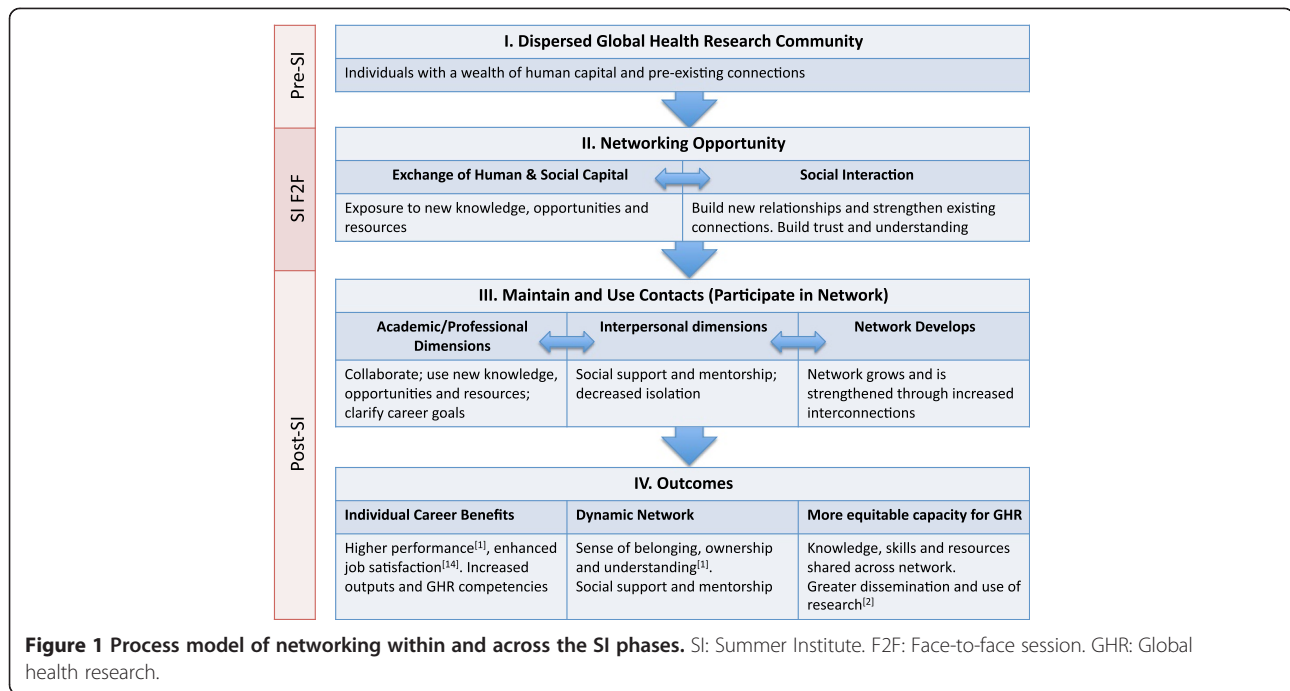 Pre-SI
I. Dispersed Global Health Research Community
Individuals with a wealth of human capital and pre-existing connections
SI F2F
II. Networking Opportunity
Exchange of Human & Social Capital
Exposure to new knowledge, opportunities and
resources
Social Interaction
Build new relationships and strengthen existing
connections. Build trust and understanding
Post-SI
III. Maintain and Use Contacts (Participate in Network)
Academic/Professional
Dimensions
Collaborate; use new knowledge,
opportunities and resources;
clarify career goals
Interpersonal dimensions
Social support and mentorship;
decreased isolation
Network Develops
Network grows and is
strengthened through increased
interconnections
IV. Outcomes
Individual Career Benefits
Higher performance[1], enhanced
job satisfaction[14]. Increased
outputs and GHR competencies
Dynamic Network
Sense of belonging, ownership
and understanding[1].
Social support and mentorship
More equitable capacity for GHR
Knowledge, skills and resources
shared across network.
Greater dissemination and use of
research[2]
Figure 1 Process model of networking within and across the SI phases. SI: Summer Institute. F2F: Face-to-face session. GHR: Global
health research.